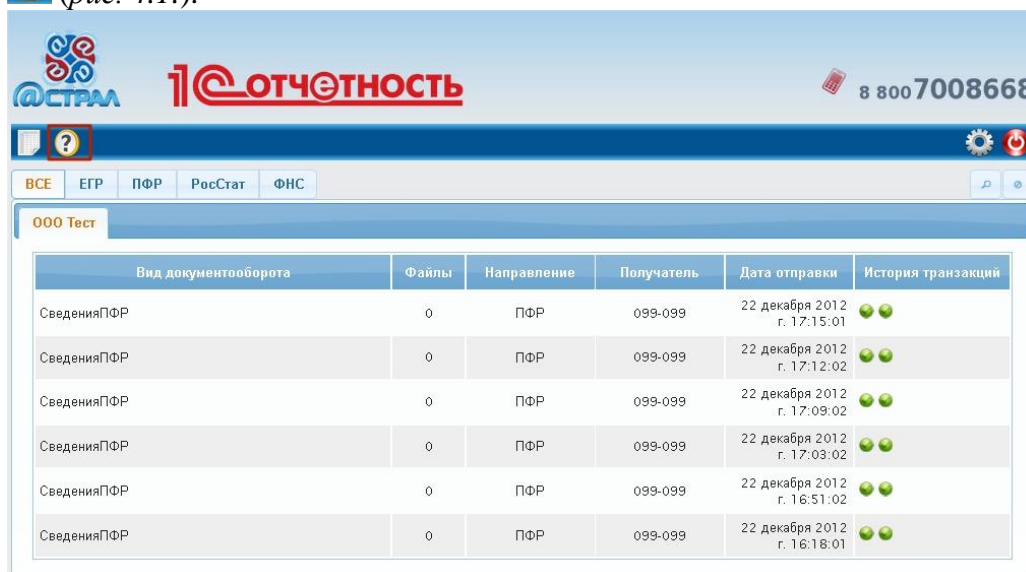 (рис. 4.1.).
@СТРАЛ
1С отчетность
8 800 7008668
?
ВСЕ ЕГР ПФР РосСтат ФНС
ООО Тест
Вид документооборота Файлы Направление Получатель Дата отправки История транзакций
СведенияПФР 0 ПФР 099-099 22 декабря 2012
г. 17:15:01
СведенияПФР 0 ПФР 099-099 22 декабря 2012
г. 17:12:02
СведенияПФР 0 ПФР 099-099 22 декабря 2012
г. 17:09:02
СведенияПФР 0 ПФР 099-099 22 декабря 2012
г. 17:03:02
СведенияПФР 0 ПФР 099-099 22 декабря 2012
г. 16:51:02
СведенияПФР 0 ПФР 099-099 22 декабря 2012
г. 16:18:01